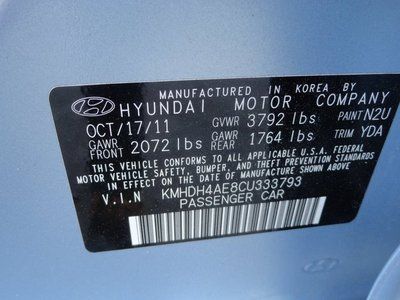 MANUFACTURED IN KOREA BY
HYUNDAI MOTOR COMPANY
OCT/17/11 GVWR 3792 lbs PAINT N2U
GAWR FRONT 2072 lbs GAWR REAR 1764 lbs TRIM YDA
THIS VEHICLE CONFORMS TO ALL APPLICABLE U.S.A. FEDERAL
MOTOR VEHICLE SAFETY, BUMPER, AND THEFT PREVENTION STANDARDS
IN EFFECT ON THE DATE OF MANUFACTURE SHOWN ABOVE.
V.I.N KMHDH4AE8CU333793
PASSENGER CAR